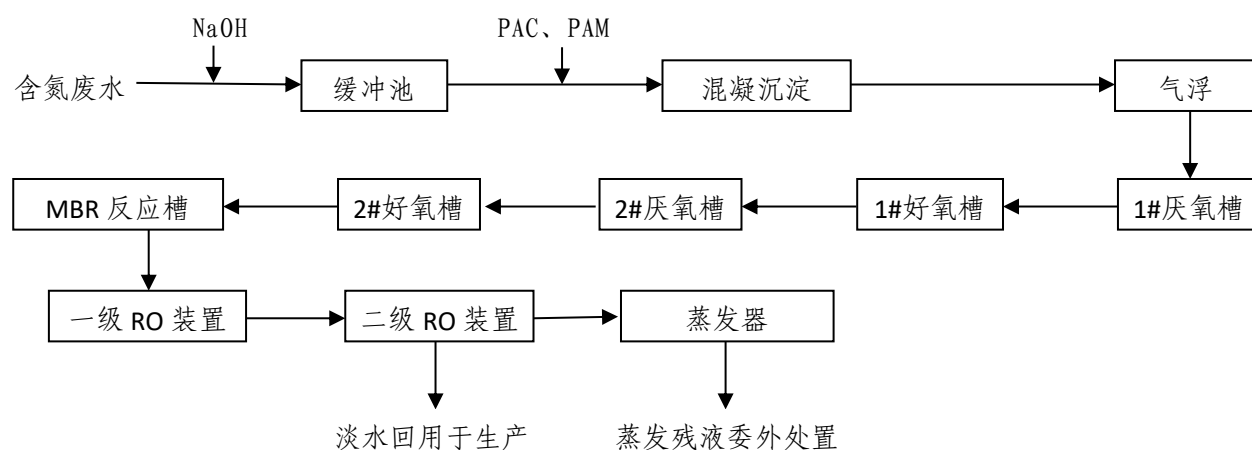 NaOH
PAC、PAM
含氮废水
缓冲池
混凝沉淀
气浮
MBR 反应槽
2#好氧槽
2#厌氧槽
1#好氧槽
1#厌氧槽
一级 RO 装置
二级 RO 装置
蒸发器
淡水回用于生产
蒸发残液委外处置